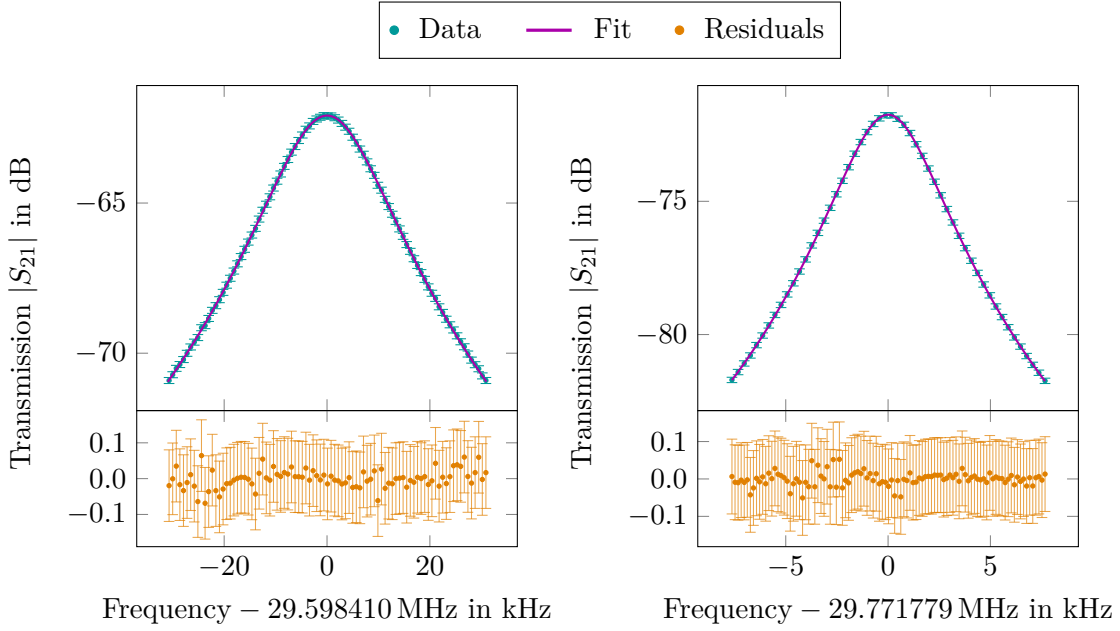 Data Fit Residuals
Transmission |S₂₁| in dB
−65
−70
0.1
0.0
−0.1
−20 0 20
Frequency − 29.598410 MHz in kHz
Transmission |S₂₁| in dB
−75
−80
0.1
0.0
−0.1
−5 0 5
Frequency − 29.771779 MHz in kHz